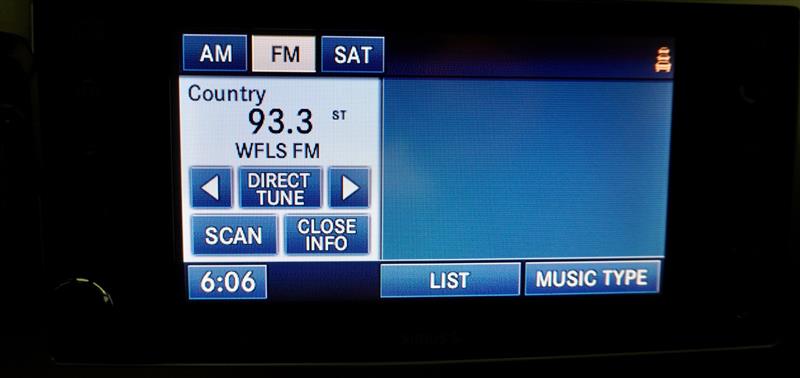 AM FM SAT
Country
93.3 ST
WFLS FM
DIRECT
TUNE
SCAN
CLOSE
INFO
6:06
LIST
MUSIC TYPE